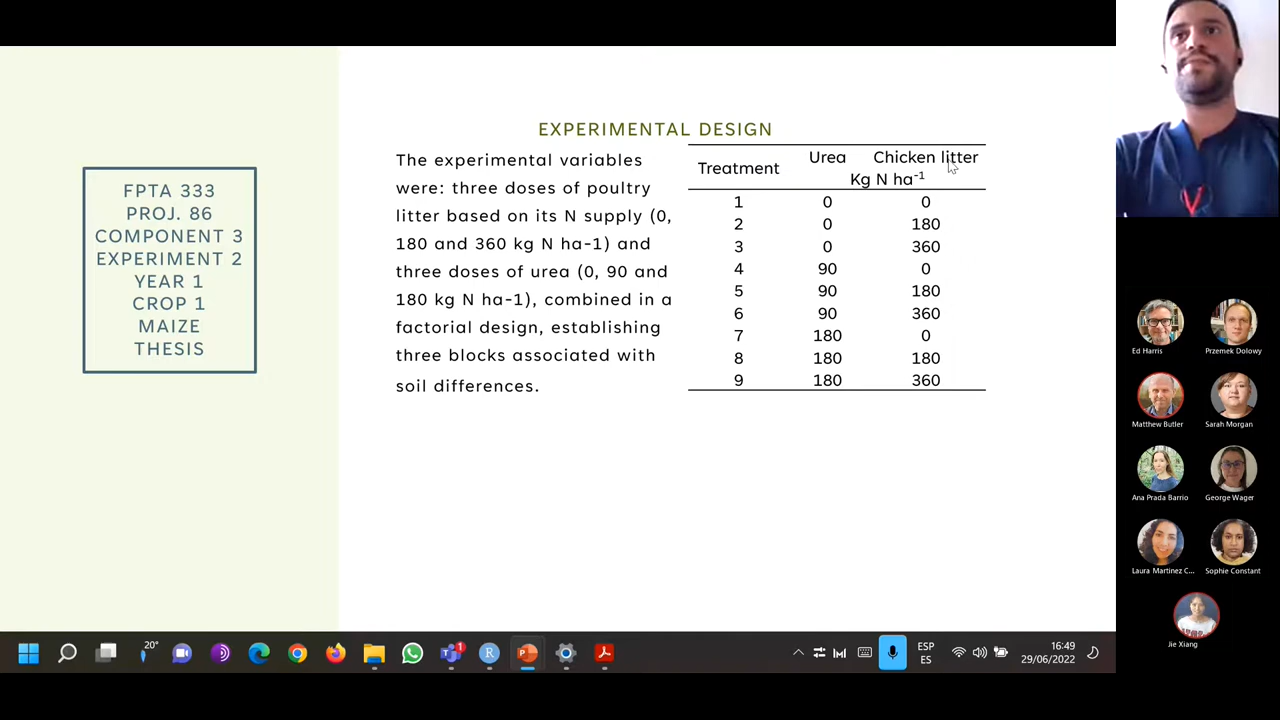 EXPERIMENTAL DESIGN
FPTA 333
PROJ. 86
COMPONENT 3
EXPERIMENT 2
YEAR 1
CROP 1
MAIZE
THESIS
The experimental variables
were: three doses of poultry
litter based on its N supply (0,
180 and 360 kg N ha-1) and
three doses of urea (0, 90 and
180 kg N ha-1), combined in a
factorial design, establishing
three blocks associated with
soil differences.
Treatment Urea Chicken litter
Kg N ha⁻¹
1 0 0
2 0 180
3 0 360
4 90 0
5 90 180
6 90 360
7 180 0
8 180 180
9 180 360
Ed Harris Przemek Dolowy
Matthew Butler Sarah Morgan
Ana Prada Barrio George Wager
Laura Martinez C... Sophie Constant
Jie Xiang
20°
1
R
P
ESP
ES
16:49
29/06/2022